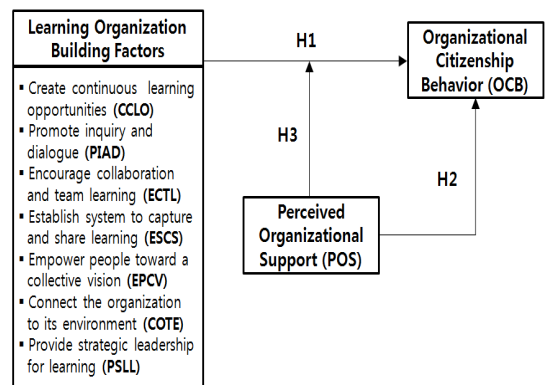 Learning Organization
Building Factors
▪ Create continuous learning
opportunities (CCLO)
▪ Promote inquiry and
dialogue (PIAD)
▪ Encourage collaboration
and team learning (ECTL)
▪ Establish system to capture
and share learning (ESCS)
▪ Empower people toward a
collective vision (EPCV)
▪ Connect the organization
to its environment (COTE)
▪ Provide strategic leadership
for learning (PSLL)
H1
Organizational
Citizenship
Behavior (OCB)
H3
H2
Perceived
Organizational
Support (POS)